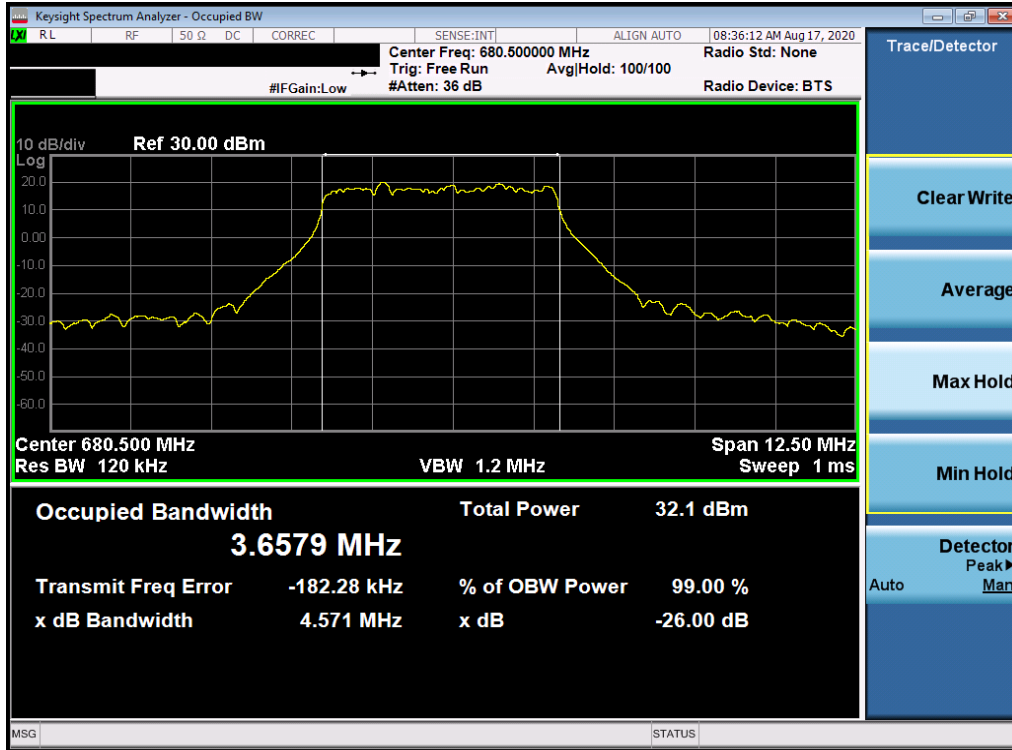 Keysight Spectrum Analyzer - Occupied BW
LXI RL RF 50 Ω DC CORREC SENSE:INT ALIGN AUTO 08:36:12 AM Aug 17, 2020
Center Freq: 680.500000 MHz Radio Std: None
Trig: Free Run Avg|Hold: 100/100
#IFGain:Low #Atten: 36 dB Radio Device: BTS
Trace/Detector
10 dB/div Ref 30.00 dBm
Log
20.0
10.0
0.00
-10.0
-20.0
-30.0
-40.0
-50.0
-60.0
Center 680.500 MHz Span 12.50 MHz
Res BW 120 kHz VBW 1.2 MHz Sweep 1 ms
Clear Write
Average
Max Hold
Min Hold
Detector
Peak▶
Auto Man
Occupied Bandwidth Total Power 32.1 dBm
3.6579 MHz
Transmit Freq Error -182.28 kHz % of OBW Power 99.00 %
x dB Bandwidth 4.571 MHz x dB -26.00 dB
MSG STATUS